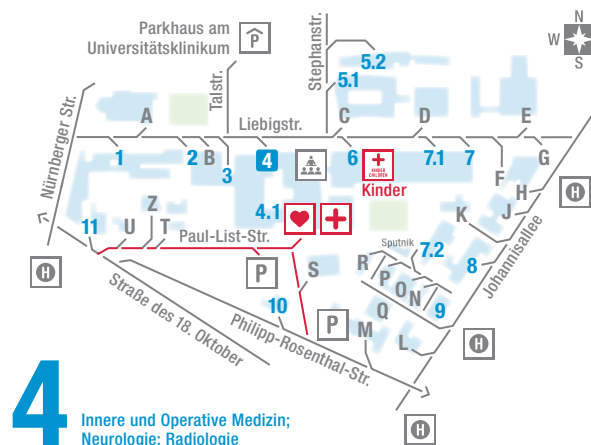 Parkhaus am
Universitätsklinikum
P
N
W
S
Stephanstr.
5.2
5.1
Talstr.
Nürnberger Str.
A
Liebigstr.
C
D
E
1
2
B
3
4
6
KINDER
CHILDREN
Kinder
7.1
7
F
G
H
H
J
K
4.1
11
U
Z
T
Paul-List-Str.
Sputnik
7.2
8
Johannisallee
H
P
S
R
P
O
N
9
Straße des 18. Oktober
10
Philipp-Rosenthal-Str.
P
Q
M
L
H
H
4
Innere und Operative Medizin;
Neurologie; Radiologie